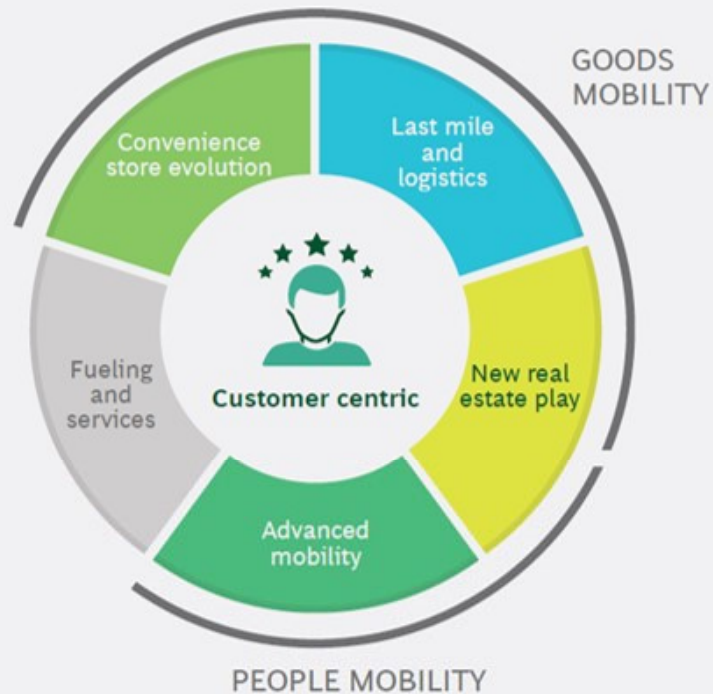 GOODS
MOBILITY
Convenience
store evolution
Last mile
and
logistics
Fueling
and
services
Customer centric
New real
estate play
Advanced
mobility
PEOPLE MOBILITY